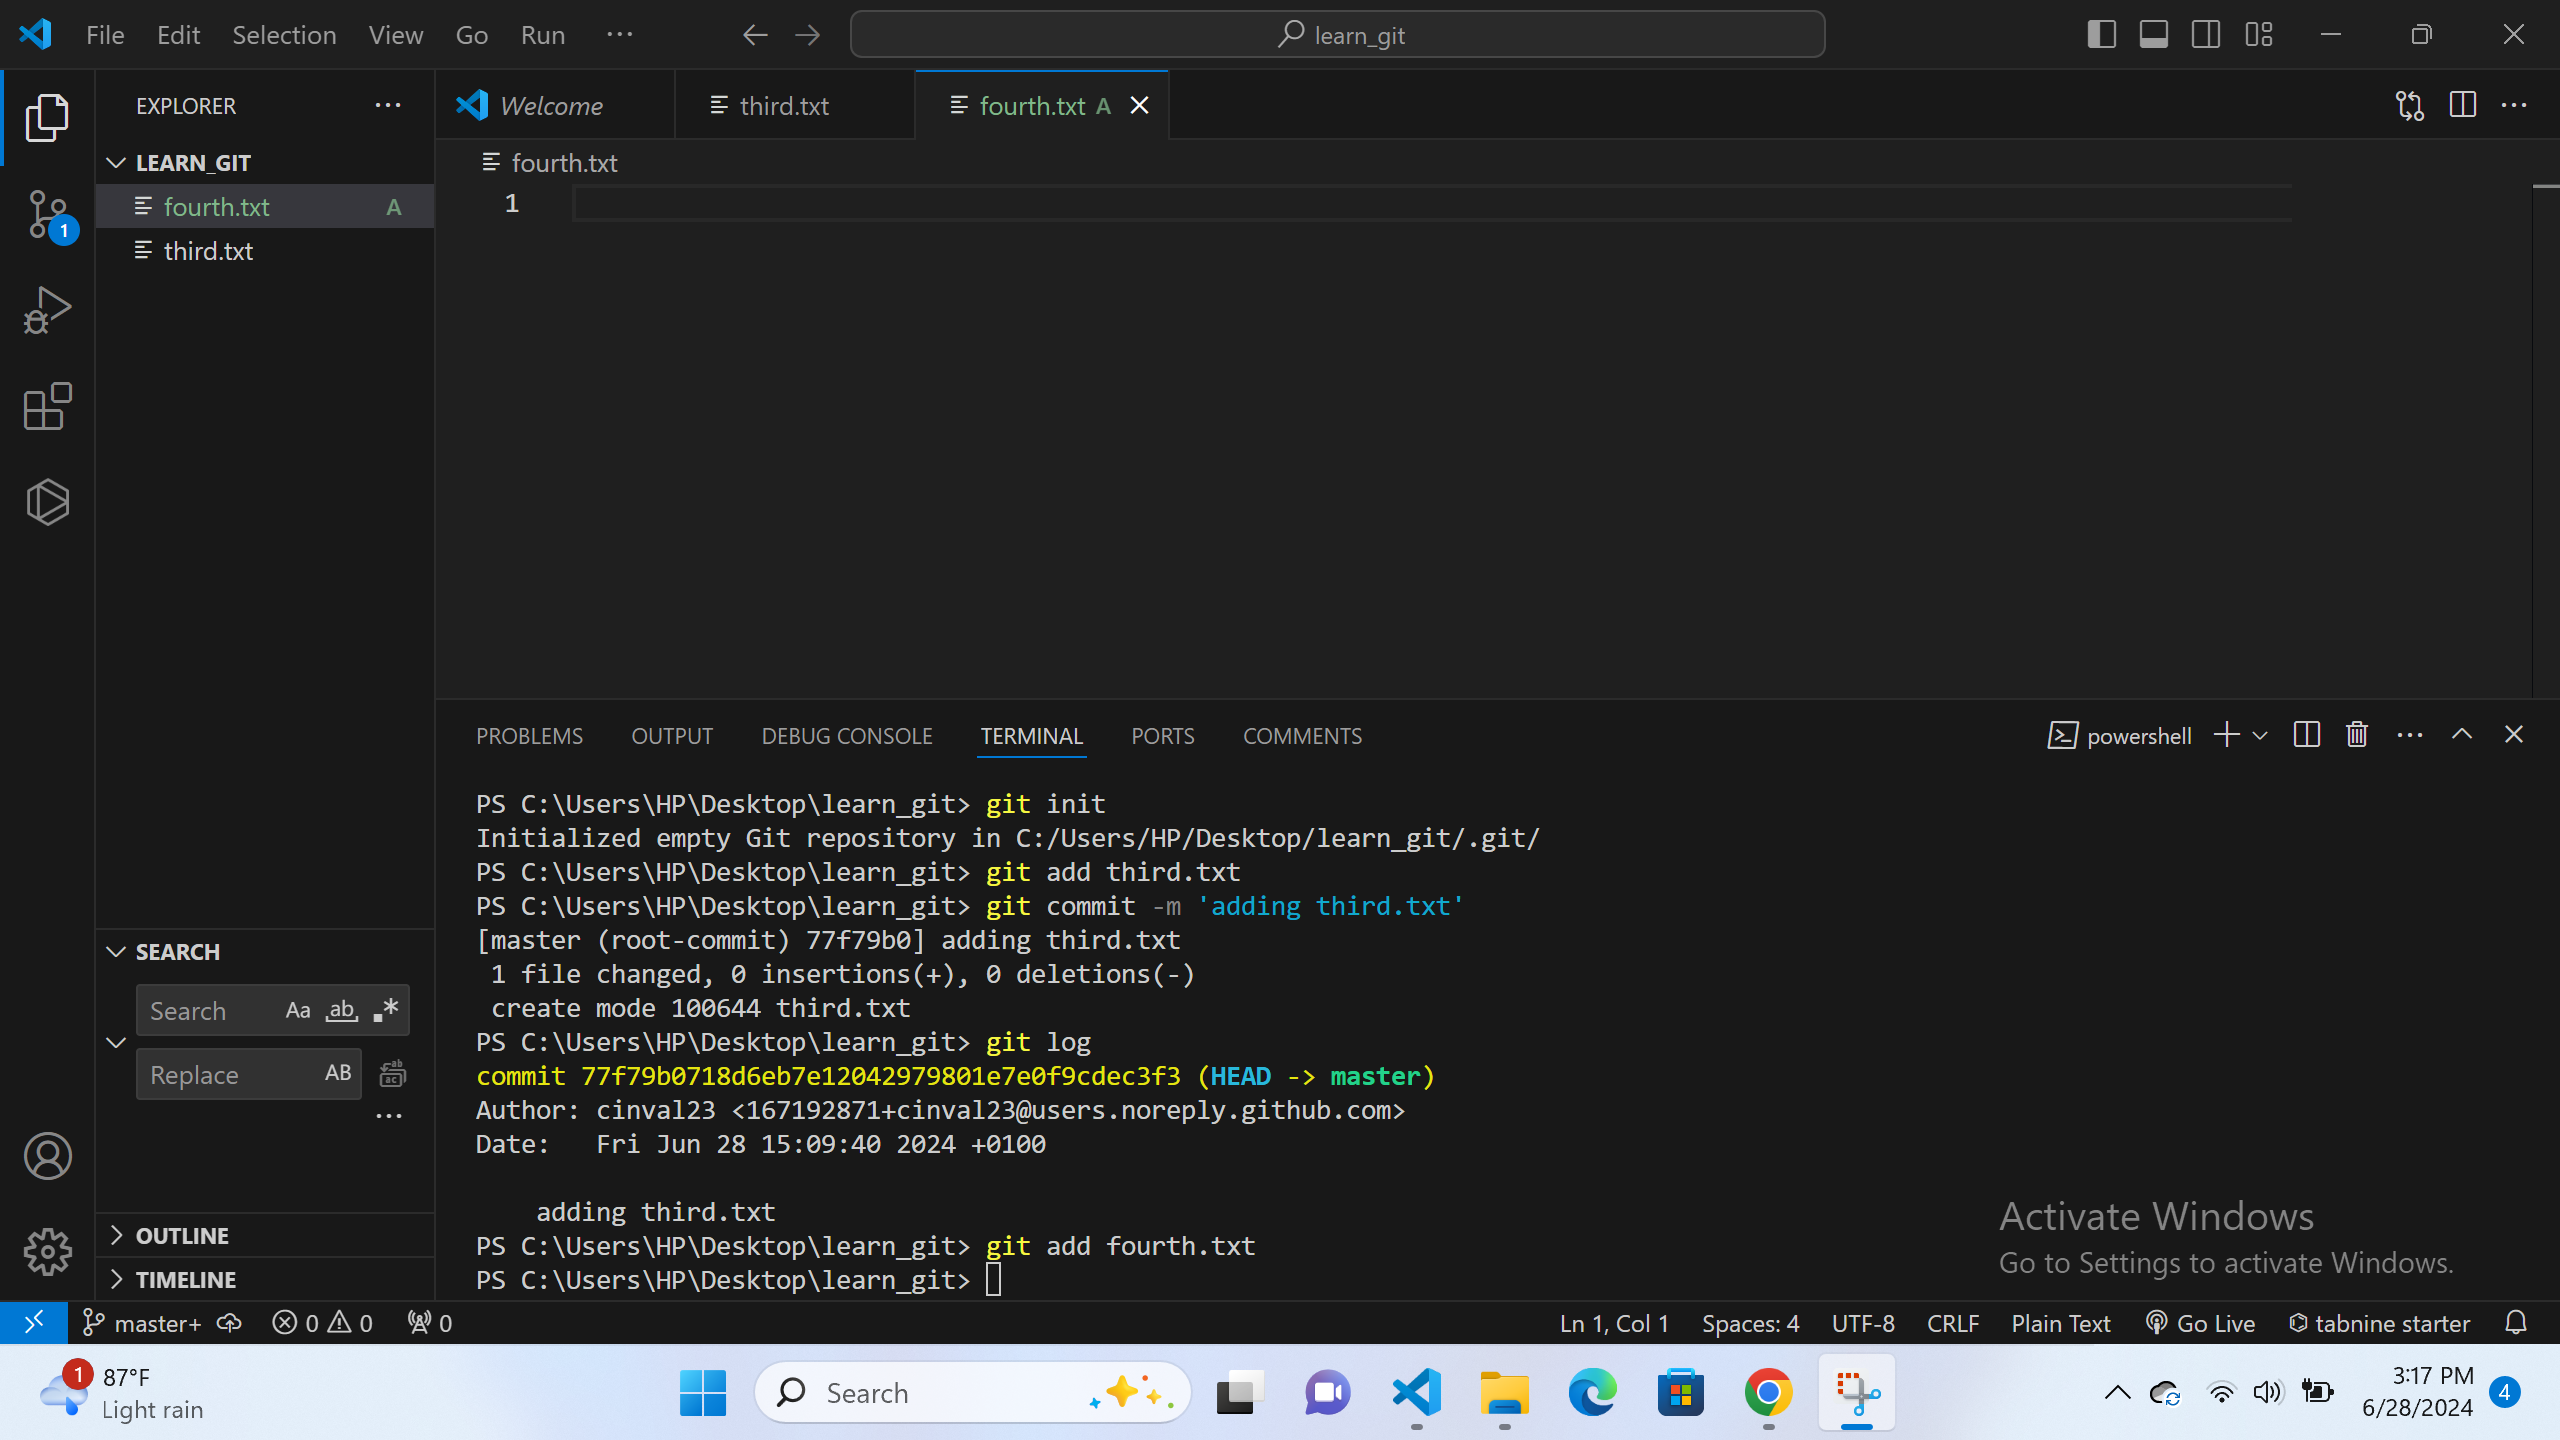 File Edit Selection View Go Run ···
learn_git
EXPLORER ···
Welcome
third.txt
fourth.txt A
LEARN_GIT
fourth.txt A
third.txt
1
fourth.txt
1
PROBLEMS OUTPUT DEBUG CONSOLE TERMINAL PORTS COMMENTS
powershell
PS C:\Users\HP\Desktop\learn_git> git init
Initialized empty Git repository in C:/Users/HP/Desktop/learn_git/.git/
PS C:\Users\HP\Desktop\learn_git> git add third.txt
PS C:\Users\HP\Desktop\learn_git> git commit -m 'adding third.txt'
[master (root-commit) 77f79b0] adding third.txt
 1 file changed, 0 insertions(+), 0 deletions(-)
 create mode 100644 third.txt
PS C:\Users\HP\Desktop\learn_git> git log
commit 77f79b0718d6eb7e12042979801e7e0f9cdec3f3 (HEAD -> master)
Author: cinval23 <167192871+cinval23@users.noreply.github.com>
Date:   Fri Jun 28 15:09:40 2024 +0100

    adding third.txt
PS C:\Users\HP\Desktop\learn_git> git add fourth.txt
PS C:\Users\HP\Desktop\learn_git>
SEARCH
Search Aa ab .*
Replace AB
···
OUTLINE
TIMELINE
Activate Windows
Go to Settings to activate Windows.
master+ 0 0 0
Ln 1, Col 1 Spaces: 4 UTF-8 CRLF Plain Text Go Live tabnine starter
1
87°F
Light rain
Search
3:17 PM
6/28/2024
4